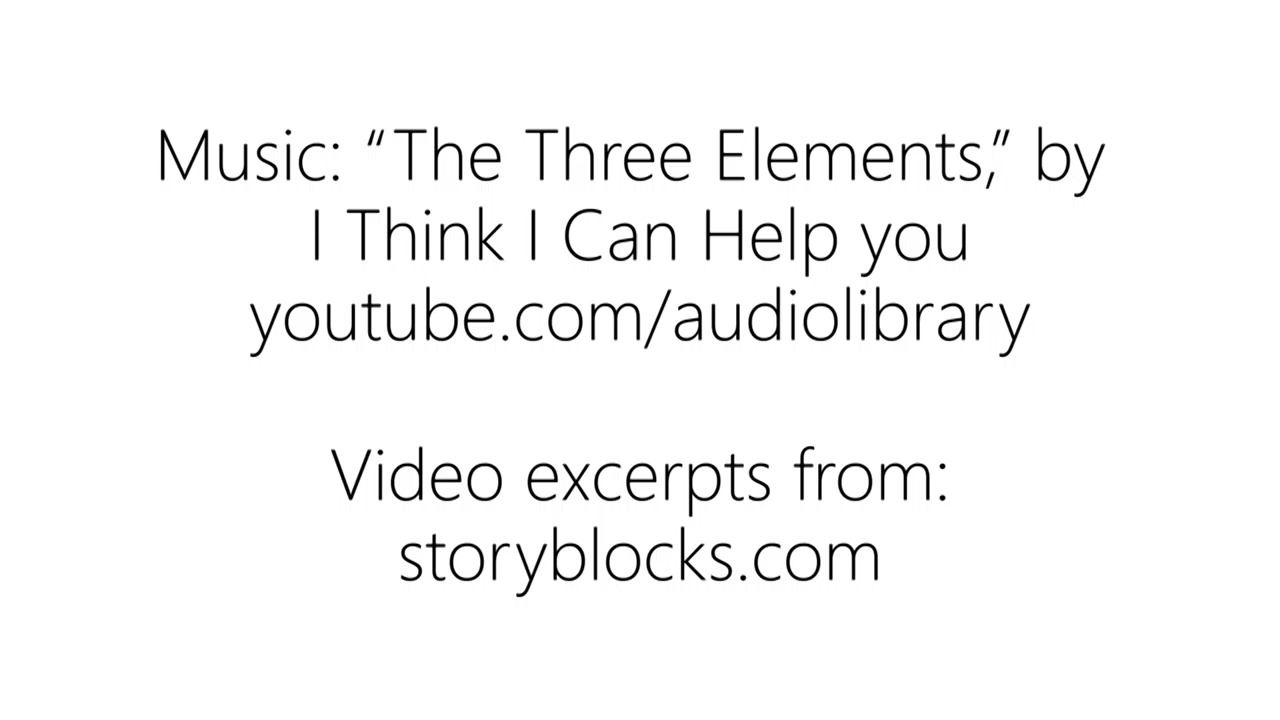 Music: “The Three Elements,” by
I Think I Can Help you
youtube.com/audiolibrary
Video excerpts from:
storyblocks.com